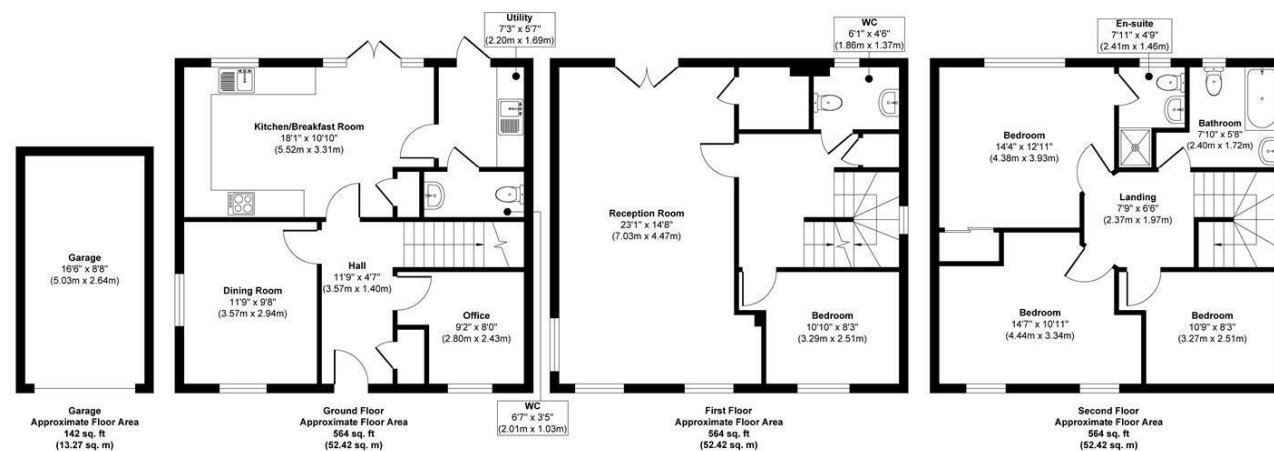 Garage
16'6" x 8'8"
(5.03m x 2.64m)
Garage
Approximate Floor Area
142 sq. ft
(13.27 sq. m)
Utility
7'3" x 5'7"
(2.20m x 1.69m)
Kitchen/Breakfast Room
18'1" x 10'10"
(5.52m x 3.31m)
Hall
11'9" x 4'7"
(3.57m x 1.40m)
Dining Room
11'9" x 9'8"
(3.57m x 2.94m)
Office
9'2" x 8'0"
(2.80m x 2.43m)
WC
6'7" x 3'5"
(2.01m x 1.03m)
Ground Floor
Approximate Floor Area
564 sq. ft
(52.42 sq. m)
WC
6'1" x 4'6"
(1.86m x 1.37m)
Reception Room
23'1" x 14'8"
(7.03m x 4.47m)
Bedroom
10'10" x 8'3"
(3.29m x 2.51m)
First Floor
Approximate Floor Area
564 sq. ft
(52.42 sq. m)
En-suite
7'11" x 4'9"
(2.41m x 1.46m)
Bedroom
14'4" x 12'11"
(4.38m x 3.93m)
Bathroom
7'10" x 5'8"
(2.40m x 1.72m)
Landing
7'9" x 6'6"
(2.37m x 1.97m)
Bedroom
14'7" x 10'11"
(4.44m x 3.34m)
Bedroom
10'9" x 8'3"
(3.27m x 2.51m)
Second Floor
Approximate Floor Area
564 sq. ft
(52.42 sq. m)